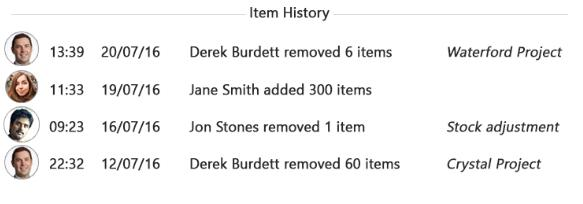 Item History
13:39 20/07/16 Derek Burdett removed 6 items Waterford Project
11:33 19/07/16 Jane Smith added 300 items
09:23 16/07/16 Jon Stones removed 1 item Stock adjustment
22:32 12/07/16 Derek Burdett removed 60 items Crystal Project